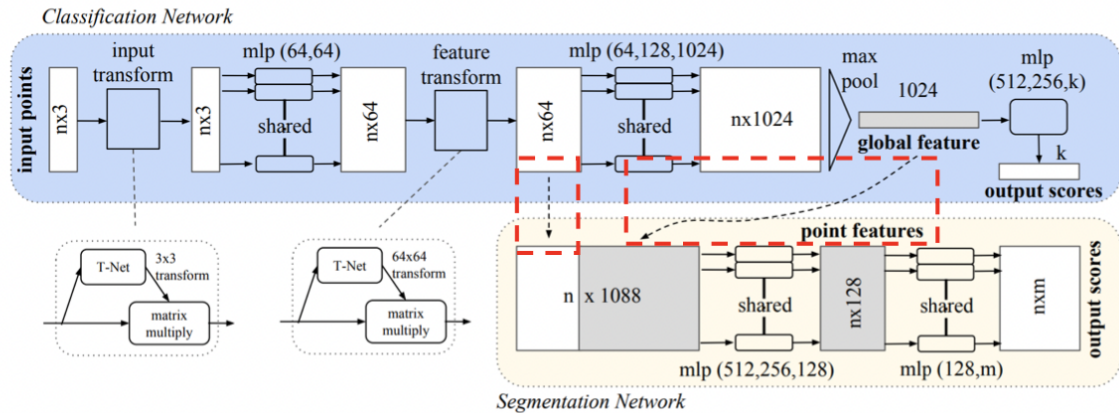 Classification Network
input points
nx3
input
transform
nx3
mlp (64,64)
shared
nx64
feature
transform
nx64
mlp (64,128,1024)
shared
nx1024
max
pool
1024
global feature
mlp
(512,256,k)
k
output scores
T-Net
3x3
transform
matrix
multiply
T-Net
64x64
transform
matrix
multiply
point features
n x 1088
shared
mlp (512,256,128)
nx128
shared
mlp (128,m)
nxm
output scores
Segmentation Network